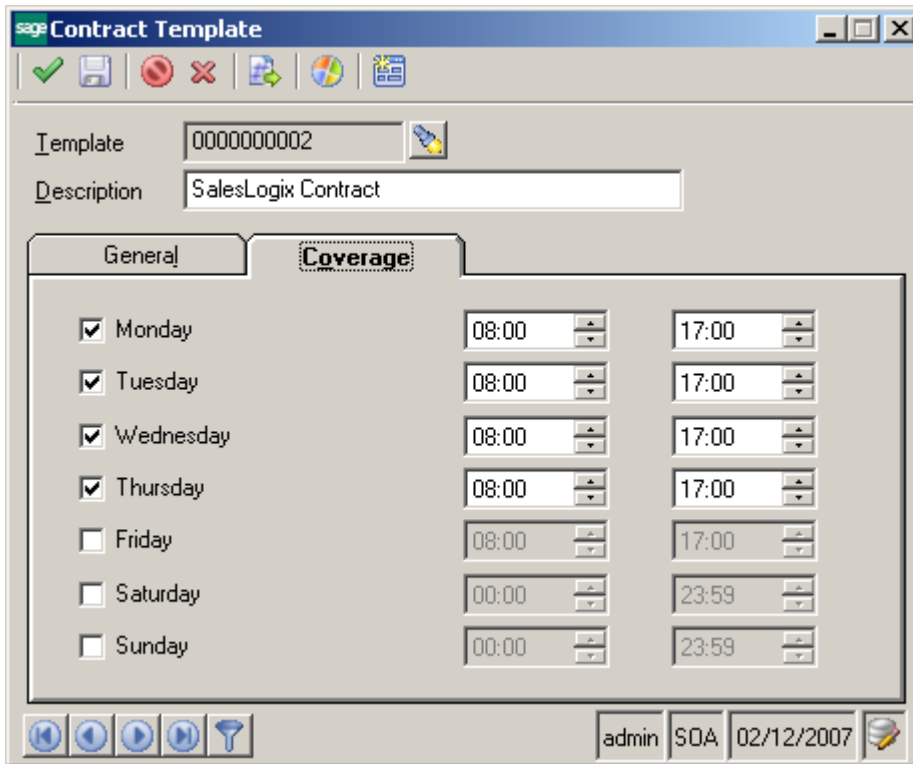 sage Contract Template
Template 0000000002
Description SalesLogix Contract
General Coverage
Monday 08:00 17:00
Tuesday 08:00 17:00
Wednesday 08:00 17:00
Thursday 08:00 17:00
Friday 08:00 17:00
Saturday 00:00 23:59
Sunday 00:00 23:59
admin SOA 02/12/2007